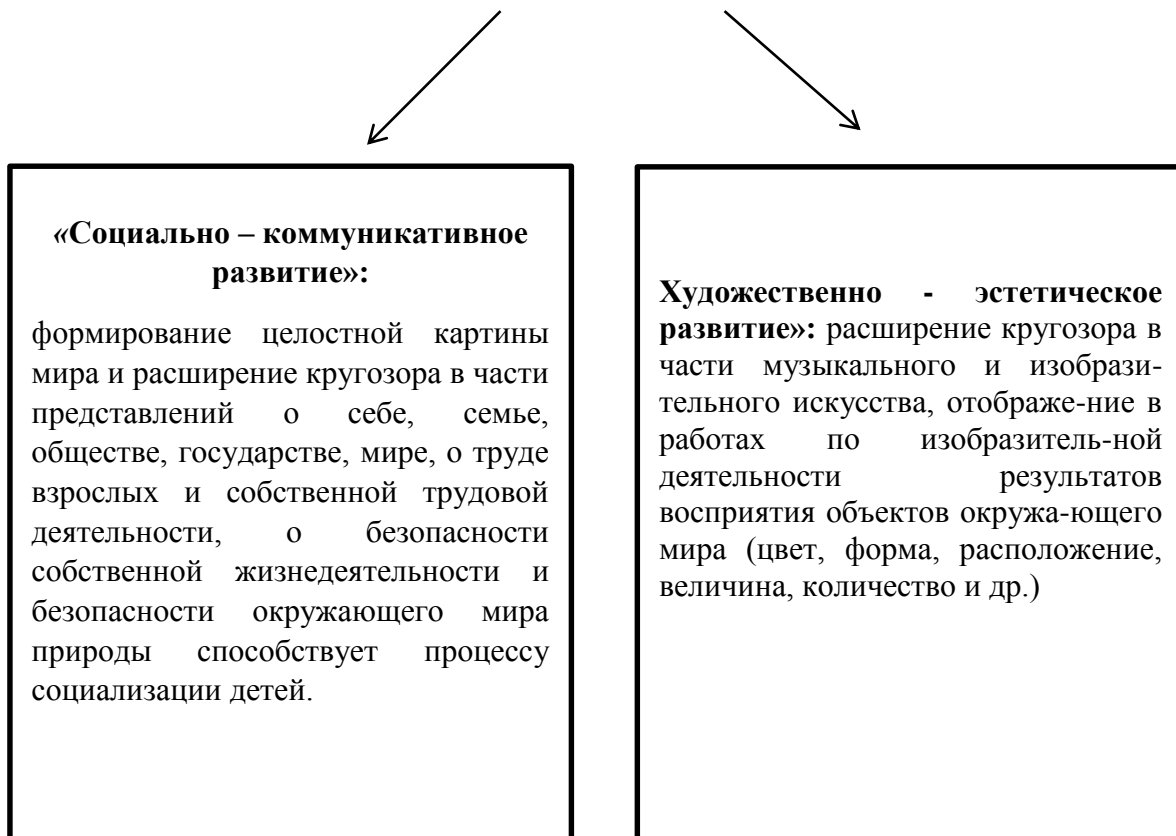 «Социально – коммуникативное
развитие»:
формирование целостной картины
мира и расширение кругозора в части
представлений о себе, семье,
обществе, государстве, мире, о труде
взрослых и собственной трудовой
деятельности, о безопасности
собственной жизнедеятельности и
безопасности окружающего мира
природы способствует процессу
социализации детей.
Художественно - эстетическое
развитие»: расширение кругозора в
части музыкального и изобрази-
тельного искусства, отображе-ние в
работах по изобразитель-ной
деятельности результатов
восприятия объектов окружа-ющего
мира (цвет, форма, расположение,
величина, количество и др.)